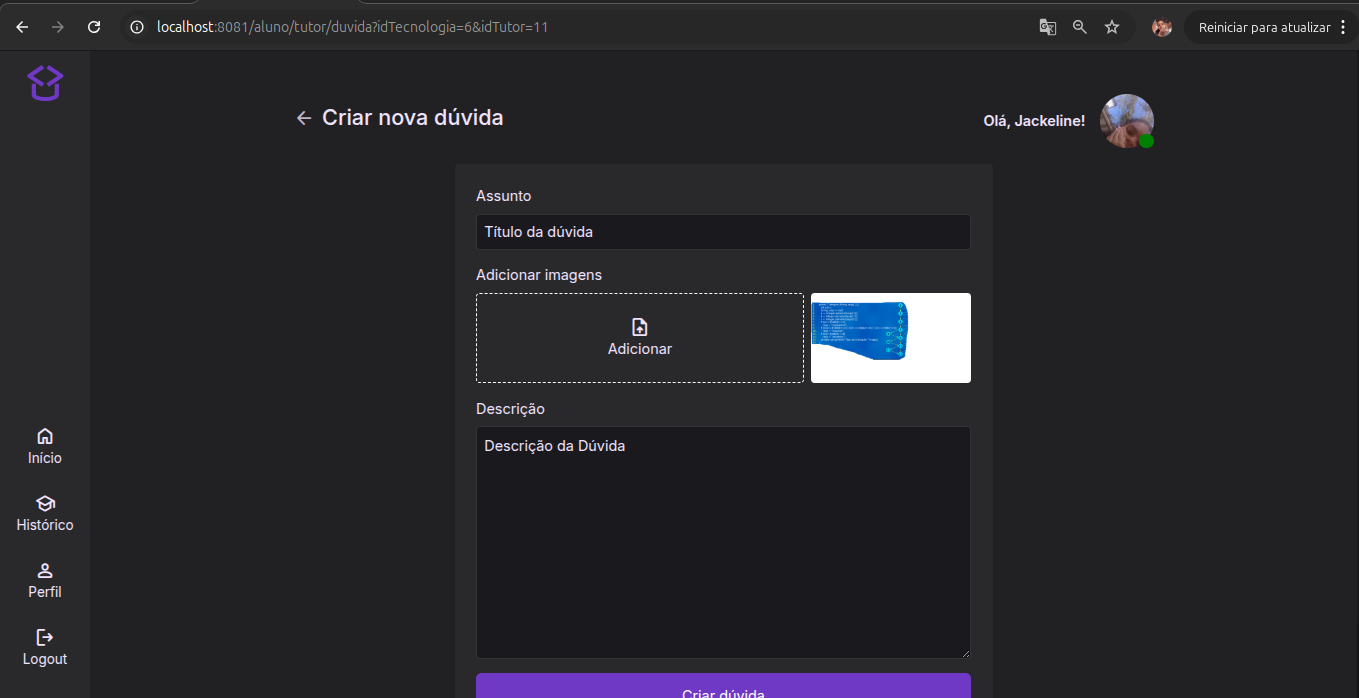 localhost:8081/aluno/tutor/duvida?idTecnologia=6&idTutor=11
Reiniciar para atualizar
Criar nova dúvida
Olá, Jackeline!
Assunto
Título da dúvida
Adicionar imagens
Adicionar
Descrição
Descrição da Dúvida
Início
Histórico
Perfil
Logout
Criar dúvida